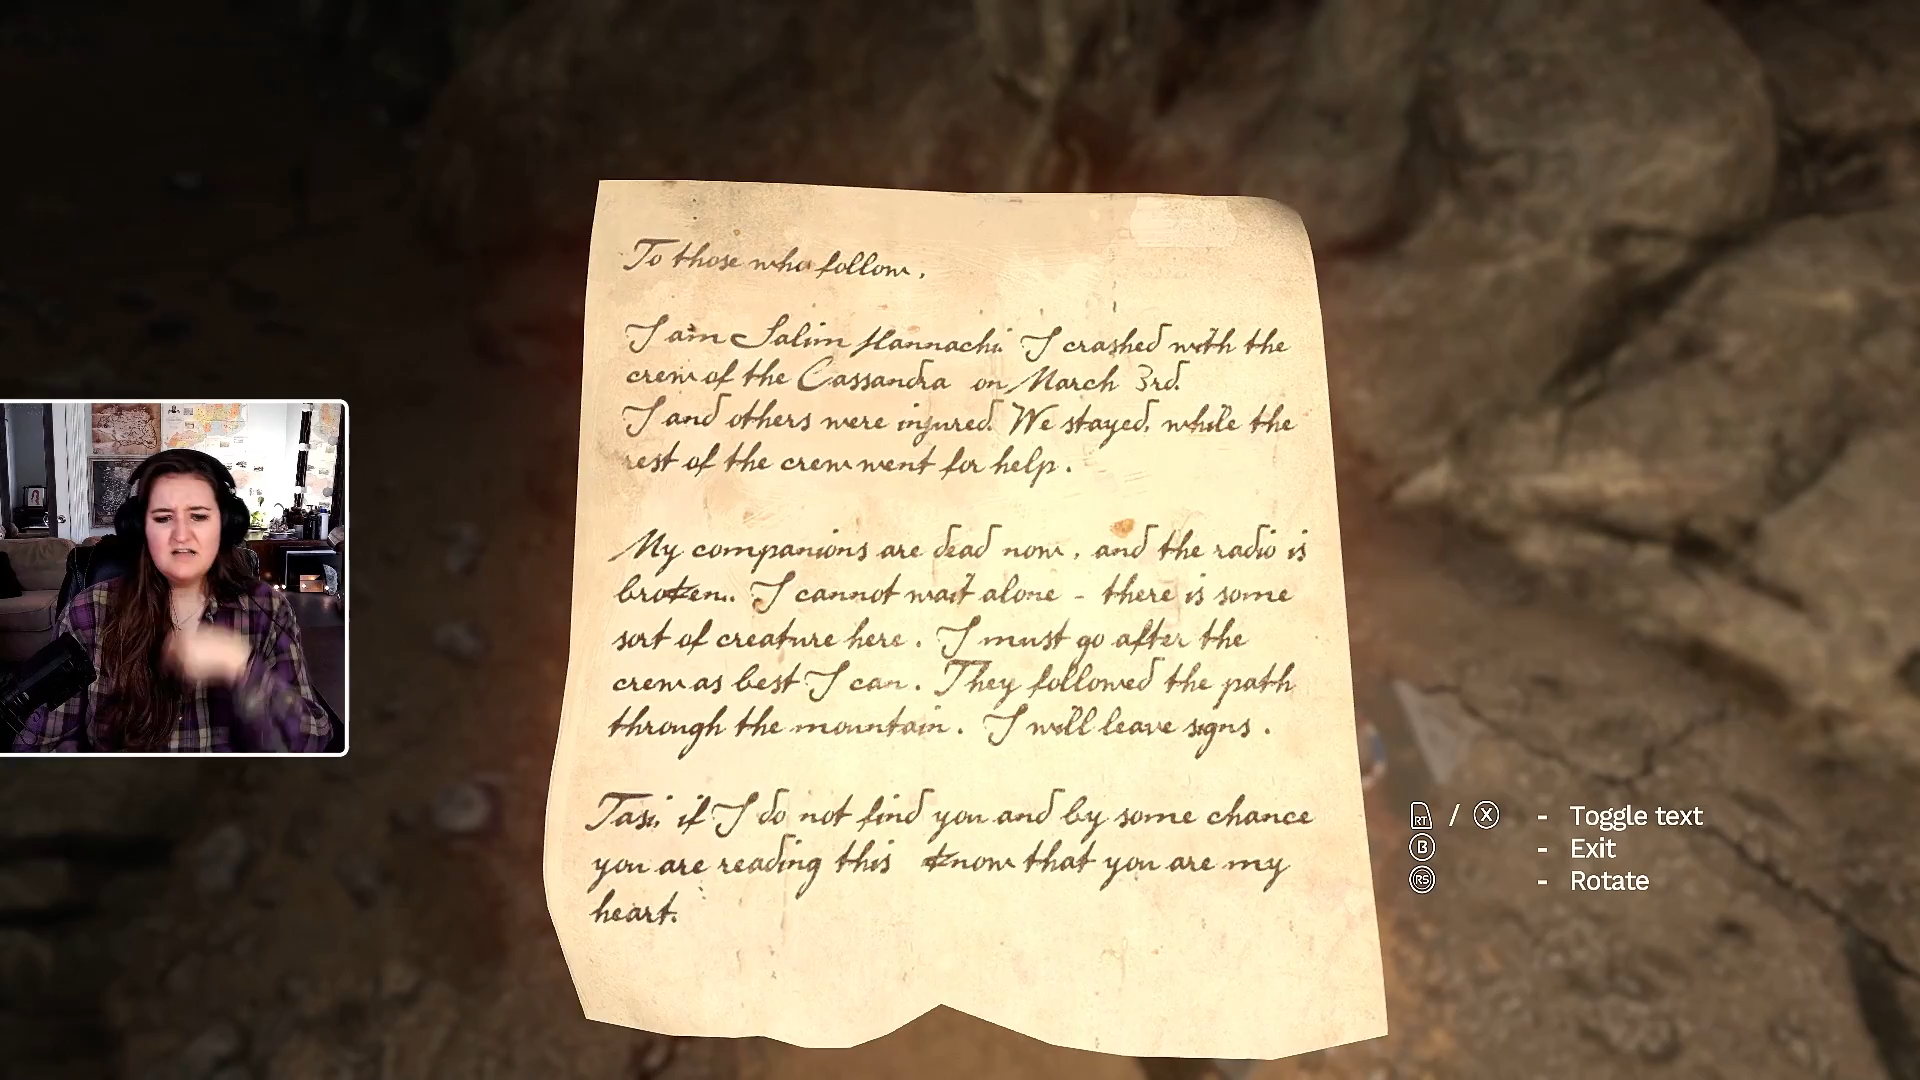 To those who follow,
I am Salim Hannachi. I crashed with the
crew of the Cassandra on March 3rd.
I and others were injured. We stayed, while the
rest of the crew went for help.
My companions are dead now, and the radio is
broken. I cannot wait alone - there is some
sort of creature here. I must go after the
crew as best I can. They followed the path
through the mountain. I will leave signs.
Tasi, if I do not find you and by some chance
you are reading this know that you are my
heart.
RT / X - Toggle text
B - Exit
RS - Rotate